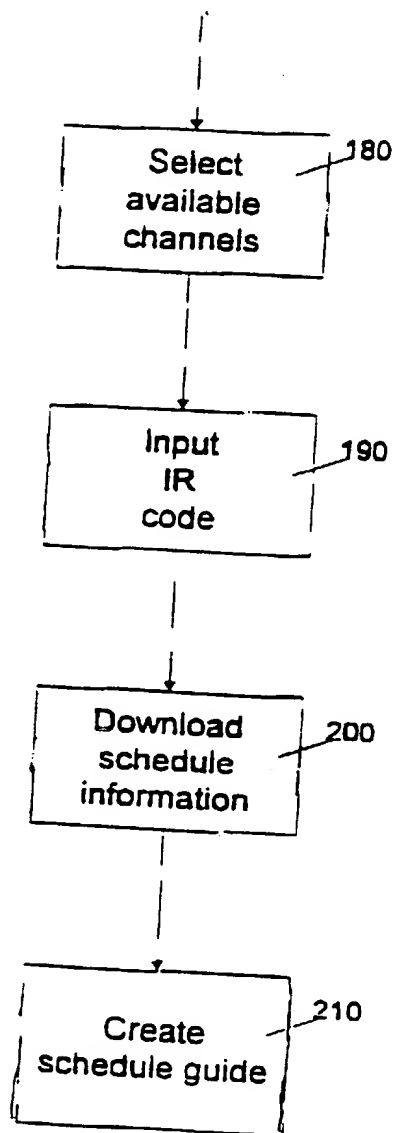 Select
available
channels
180
Input
IR
code
190
Download
schedule
information
200
Create
schedule guide
210